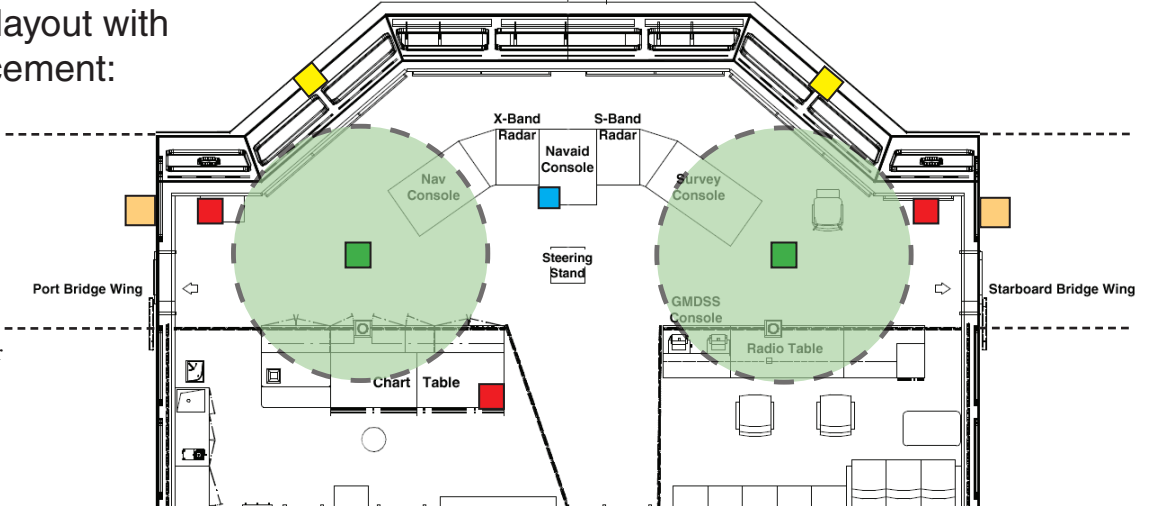 layout with
cement:
X-Band
Radar
S-Band
Radar
Navaid
Console
Nav
Console
Survey
Console
Steering
Stand
Port Bridge Wing
Starboard Bridge Wing
GMDSS
Console
Radio Table
Chart Table